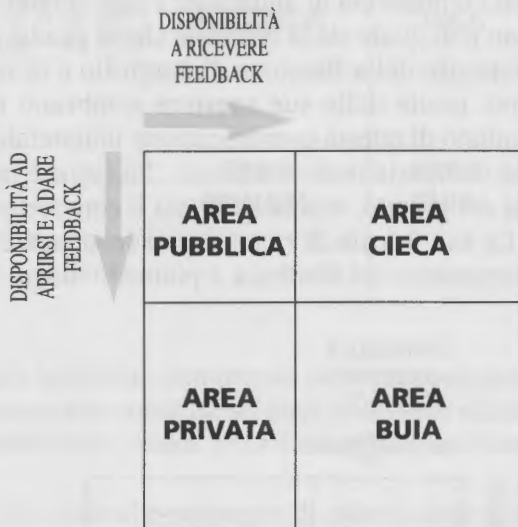 DISPONIBILITÀ
A RICEVERE
FEEDBACK
DISPONIBILITÀ AD
APRIRSI E A DARE
FEEDBACK
AREA
PUBBLICA
AREA
CIECA
AREA
PRIVATA
AREA
BUIA